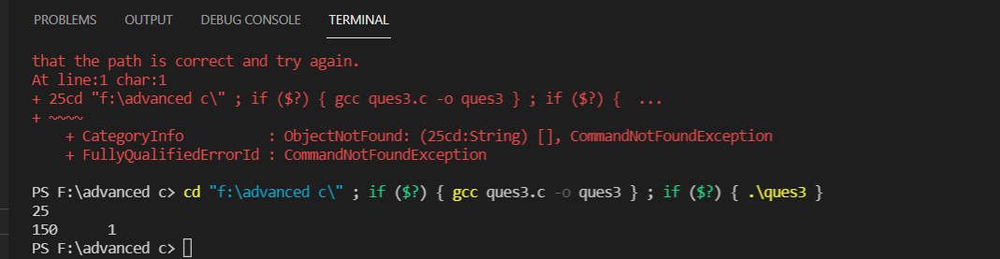 PROBLEMS OUTPUT DEBUG CONSOLE TERMINAL
that the path is correct and try again.
At line:1 char:1
+ 25cd "f:\advanced c\" ; if ($?) { gcc ques3.c -o ques3 } ; if ($?) {  ...
+ ~~~~
    + CategoryInfo          : ObjectNotFound: (25cd:String) [], CommandNotFoundException
    + FullyQualifiedErrorId : CommandNotFoundException
PS F:\advanced c> cd "f:\advanced c\" ; if ($?) { gcc ques3.c -o ques3 } ; if ($?) { .\ques3 }
25
150      1
PS F:\advanced c>